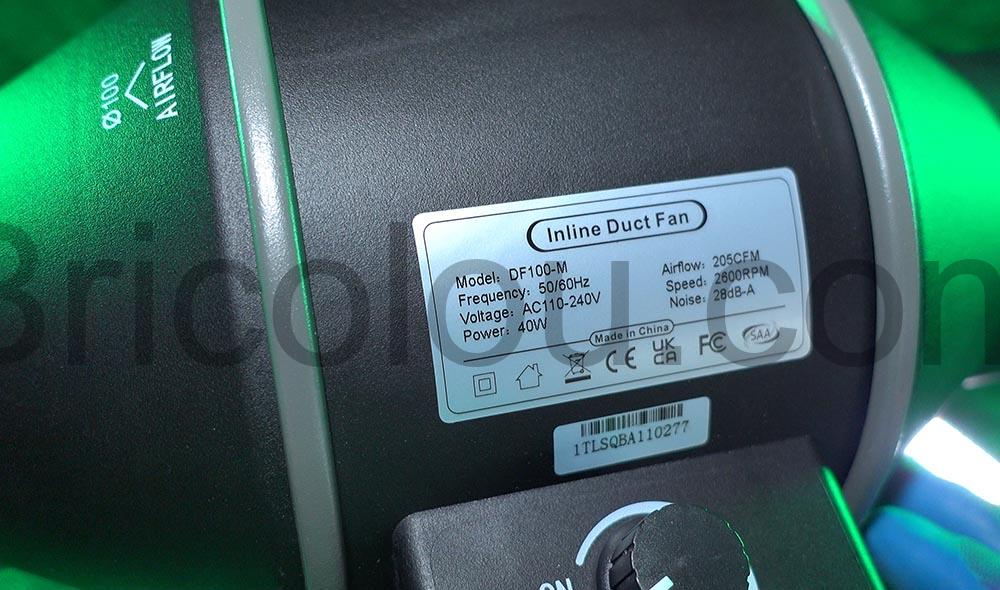 Ø100
AIRFLOW
Inline Duct Fan
Model: DF100-M
Frequency: 50/60Hz
Voltage: AC110-240V
Power: 40W
Airflow: 205CFM
Speed: 2600RPM
Noise: 28dB-A
Made in China
CE
UK
CA
FC
SAA
1TLSQBA110277
ON
Bricolou.com